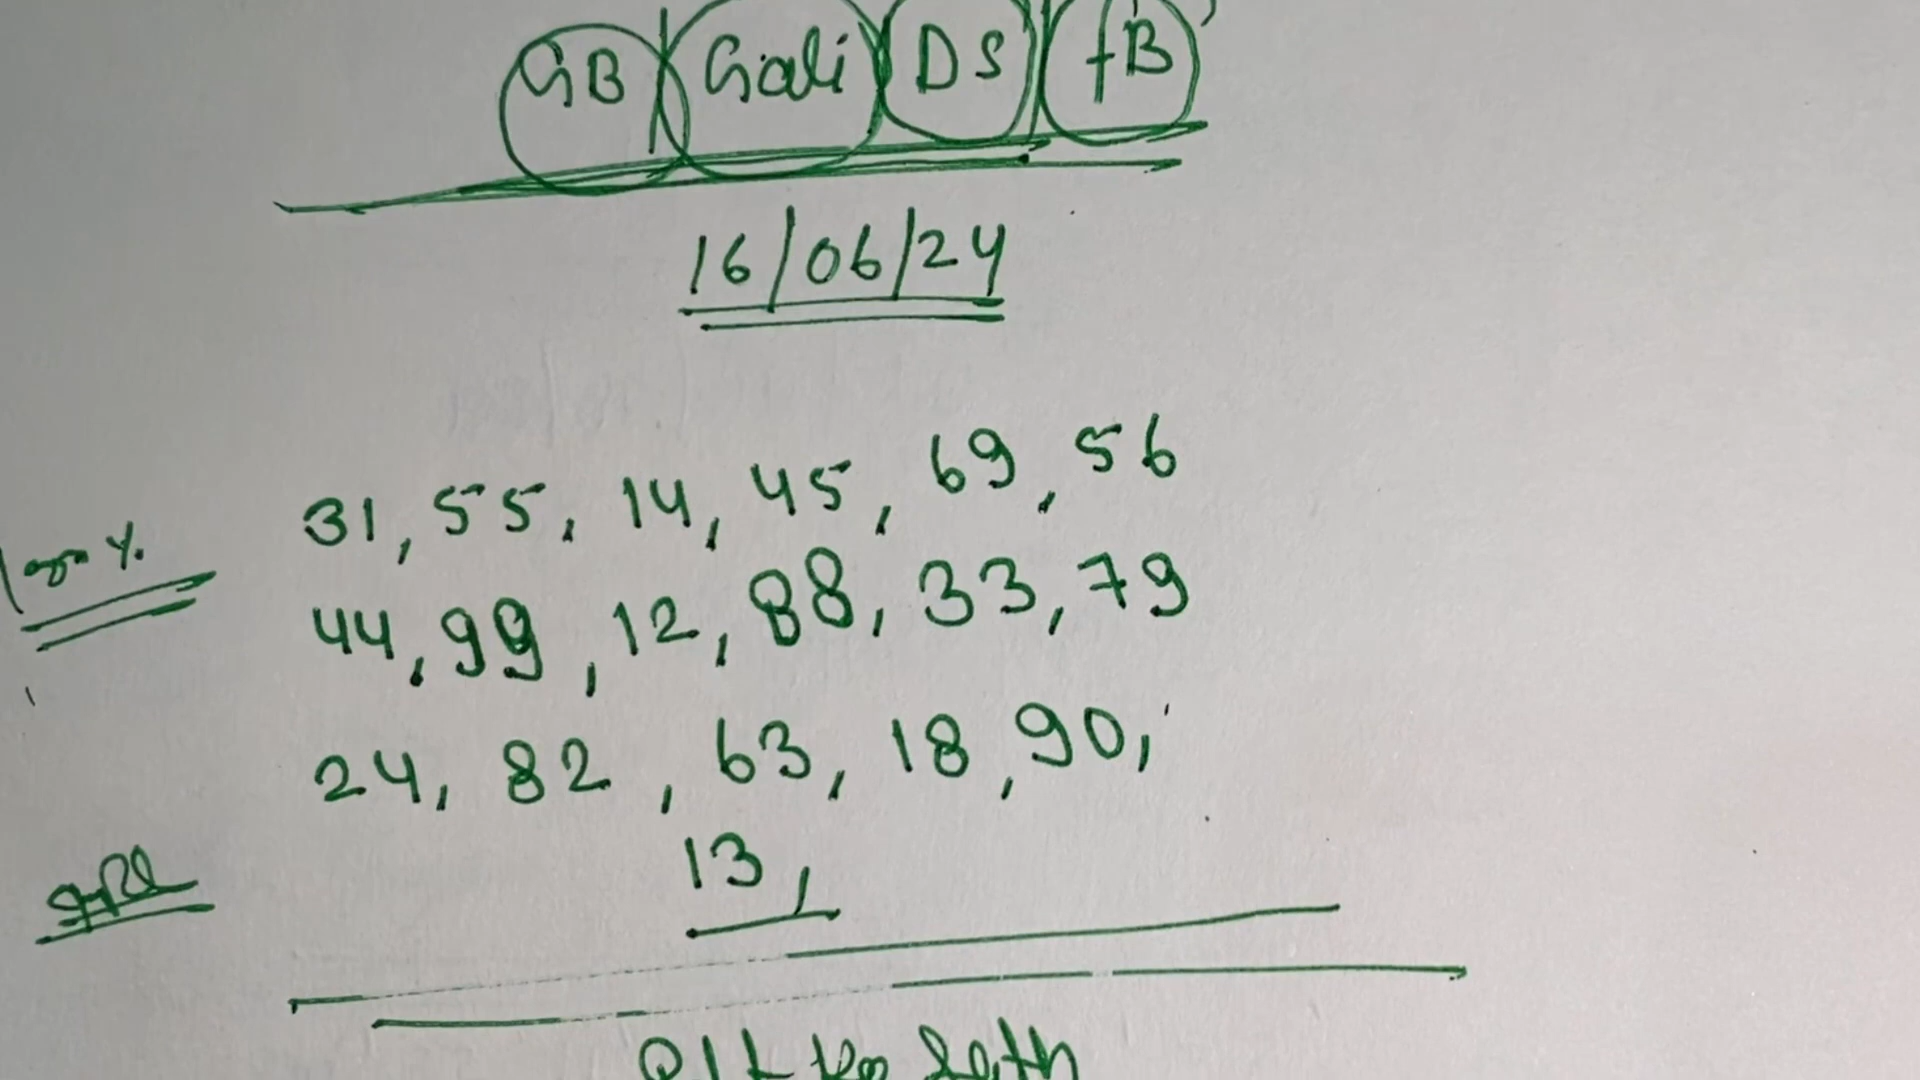 GB Gali DS fB
16/06/24
31, 55, 14, 45, 69, 56
44, 99, 12, 88, 33, 79
24, 82, 63, 18, 90,
13,